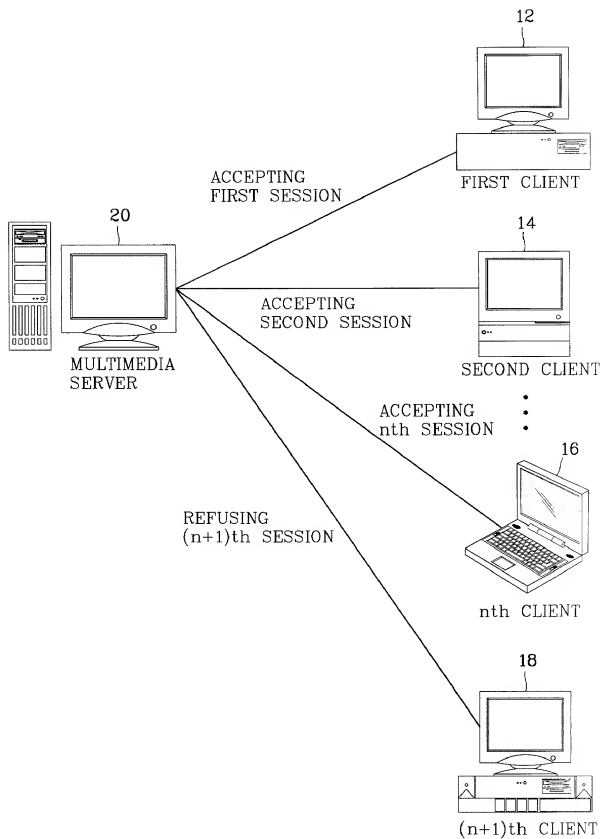 12
ACCEPTING
FIRST SESSION
FIRST CLIENT
20
14
ACCEPTING
SECOND SESSION
MULTIMEDIA
SERVER
SECOND CLIENT
ACCEPTING
nth SESSION
16
REFUSING
(n+1)th SESSION
nth CLIENT
18
(n+1)th CLIENT